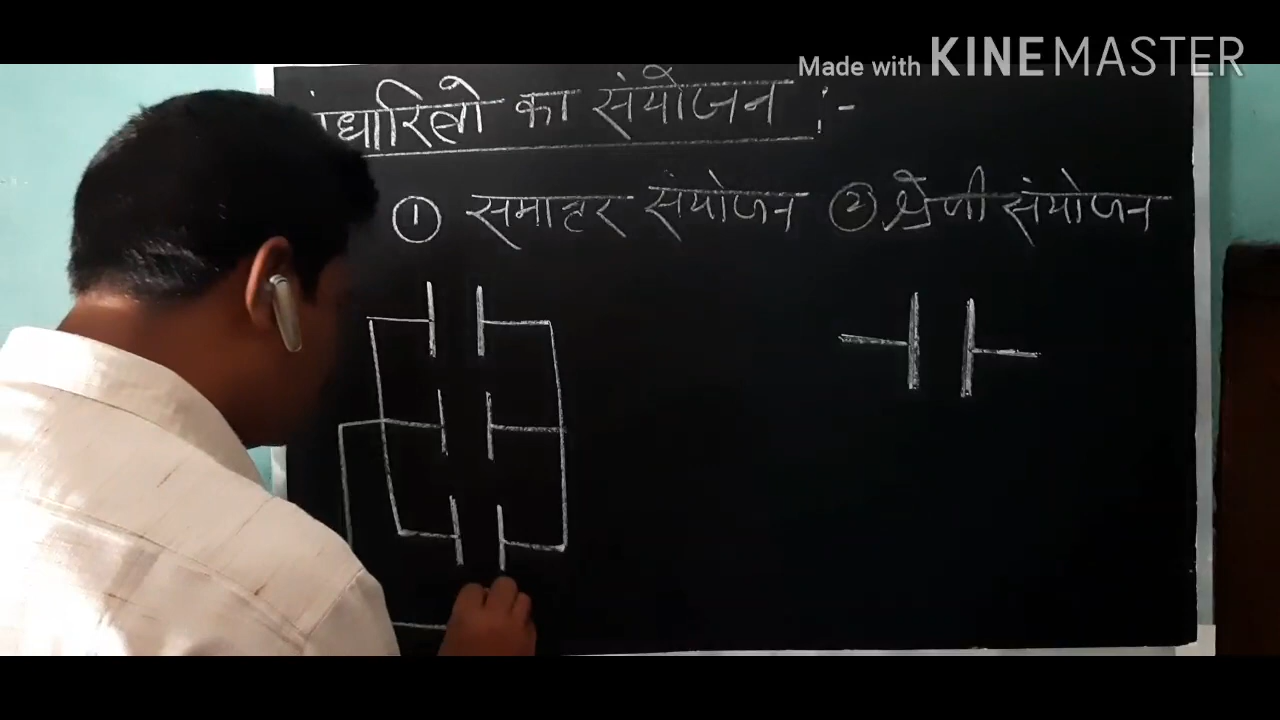 Made with KINEMASTER
संधारित्रो का संयोजन :-
① समान्तर संयोजन ② श्रेणी संयोजन